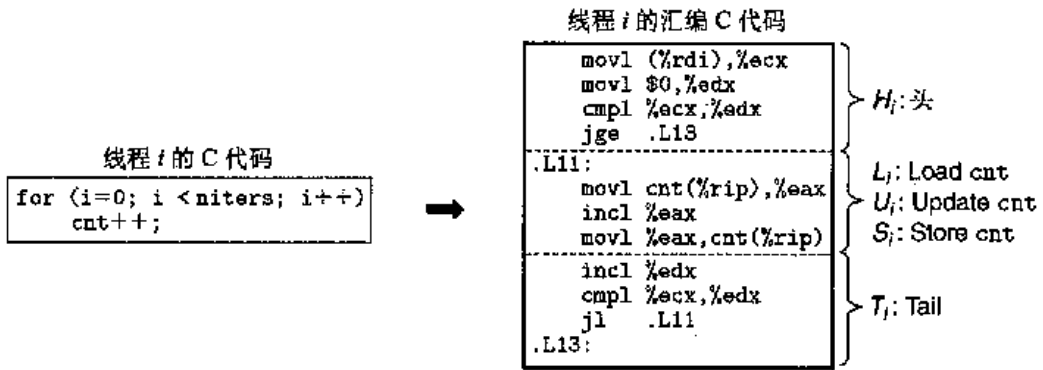 线程 i 的汇编 C 代码
movl (%rdi),%ecx
movl $0,%edx
cmpl %ecx,%edx
jge .L13
H_i: 头
线程 i 的 C 代码
for (i=0; i <niters; i++)
cnt++;
.L11:
movl cnt(%rip),%eax
incl %eax
movl %eax,cnt(%rip)
L_i: Load cnt
U_i: Update cnt
S_i: Store cnt
incl %edx
cmpl %ecx,%edx
jl .L11
.L13:
T_i: Tail